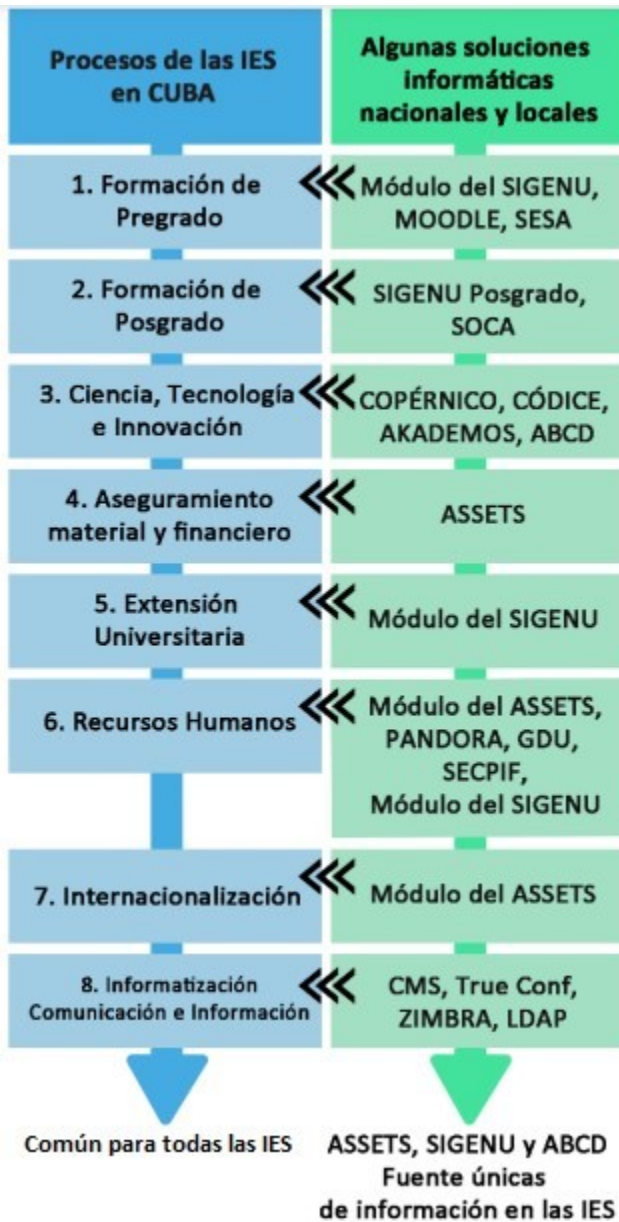 Procesos de las IES
en CUBA
Algunas soluciones
informáticas
nacionales y locales
1. Formación de
Pregrado
Módulo del SIGENU,
MOODLE, SESA
2. Formación de
Posgrado
SIGENU Posgrado,
SOCA
3. Ciencia, Tecnología
e Innovación
COPÉRNICO, CÓDICE,
AKADEMOS, ABCD
4. Aseguramiento
material y financiero
ASSETS
5. Extensión
Universitaria
Módulo del SIGENU
6. Recursos Humanos
Módulo del ASSETS,
PANDORA, GDU,
SECPIF,
Módulo del SIGENU
7. Internacionalización
Módulo del ASSETS
8. Informatización
Comunicación e Información
CMS, True Conf,
ZIMBRA, LDAP
Común para todas las IES
ASSETS, SIGENU y ABCD
Fuente únicas
de información en las IES